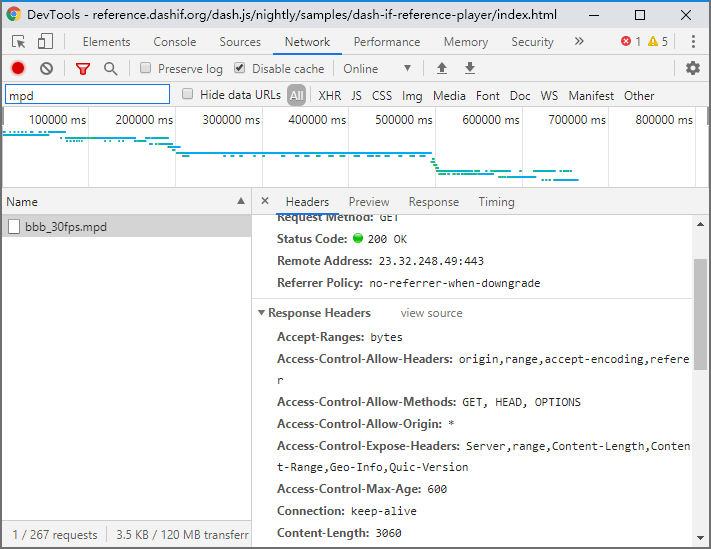 DevTools - reference.dashif.org/dash.js/nightly/samples/dash-if-reference-player/index.html
Elements Console Sources Network Performance Memory Security » 1 5
Preserve log Disable cache Online
mpd Hide data URLs All XHR JS CSS Img Media Font Doc WS Manifest Other
100000 ms 200000 ms 300000 ms 400000 ms 500000 ms 600000 ms 700000 ms 800000 ms
Name
bbb_30fps.mpd
1 / 267 requests 3.5 KB / 120 MB transferr
× Headers Preview Response Timing
Request Method: GET
Status Code: 200 OK
Remote Address: 23.32.248.49:443
Referrer Policy: no-referrer-when-downgrade
Response Headers view source
Accept-Ranges: bytes
Access-Control-Allow-Headers: origin,range,accept-encoding,refere
r
Access-Control-Allow-Methods: GET, HEAD, OPTIONS
Access-Control-Allow-Origin: *
Access-Control-Expose-Headers: Server,range,Content-Length,Conten
t-Range,Geo-Info,Quic-Version
Access-Control-Max-Age: 600
Connection: keep-alive
Content-Length: 3060